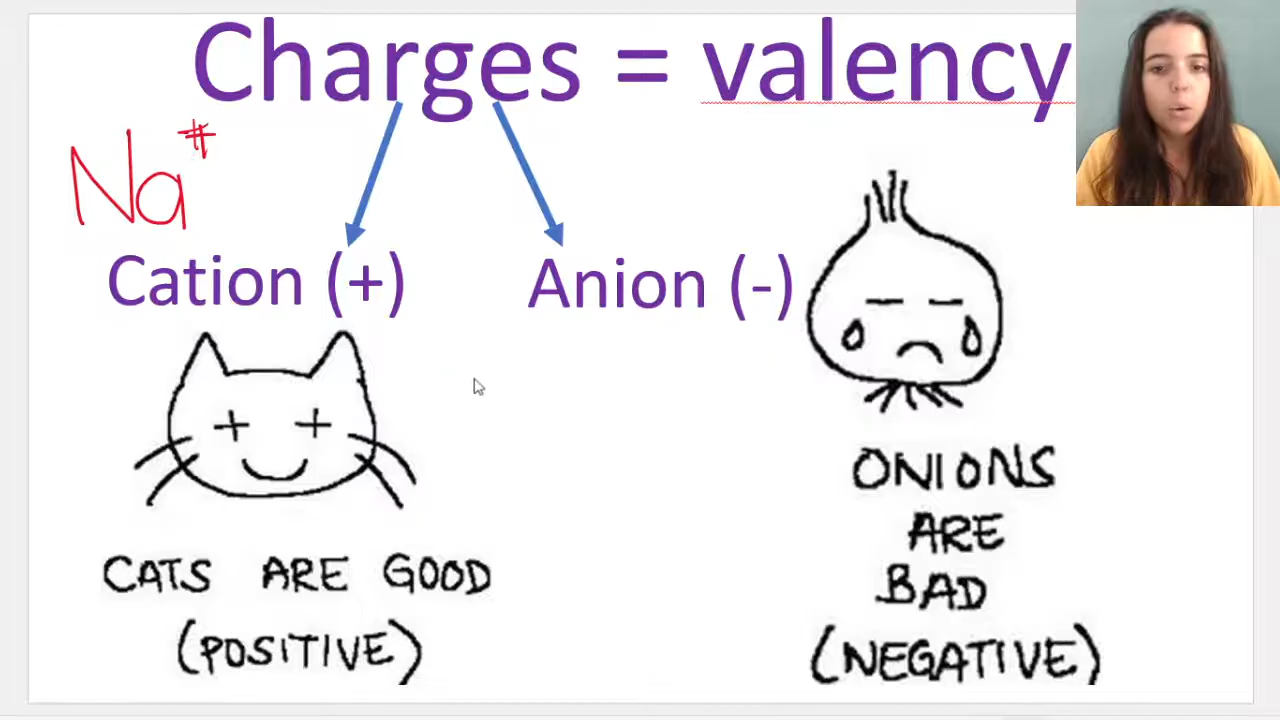 Charges = valency
Na⁺
Cation (+)
Anion (-)
+ +
CATS ARE GOOD
(POSITIVE)
ONIONS
ARE
BAD
(NEGATIVE)